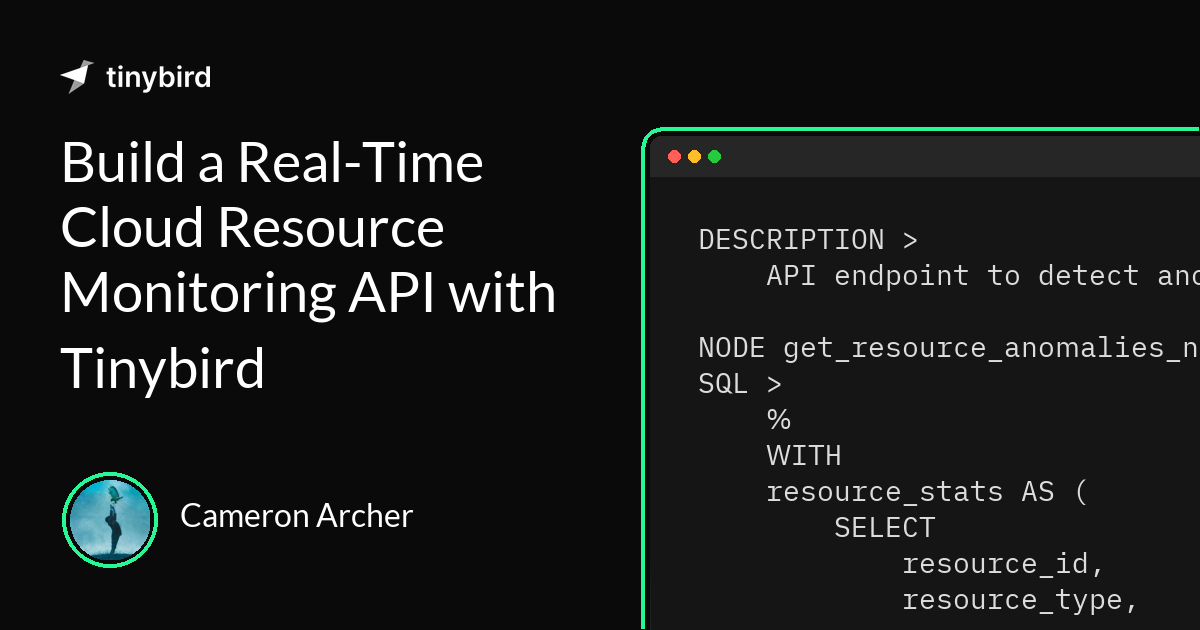 tinybird
Build a Real-Time
Cloud Resource
Monitoring API with
Tinybird
Cameron Archer
DESCRIPTION >
API endpoint to detect
NODE get_resource_anomalies_n
SQL >
%
WITH
resource_stats AS (
SELECT
resource_id,
resource_type,